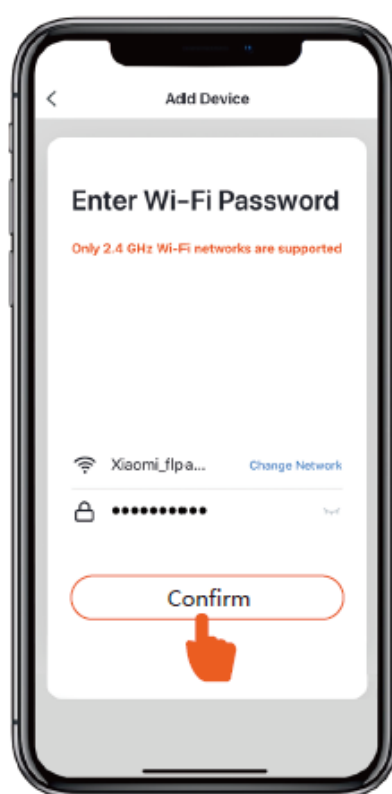 Add Device
Enter Wi-Fi Password
Only 2.4 GHz Wi-Fi networks are supported
Xiaomi_flpa... Change Network
••••••••••
Confirm